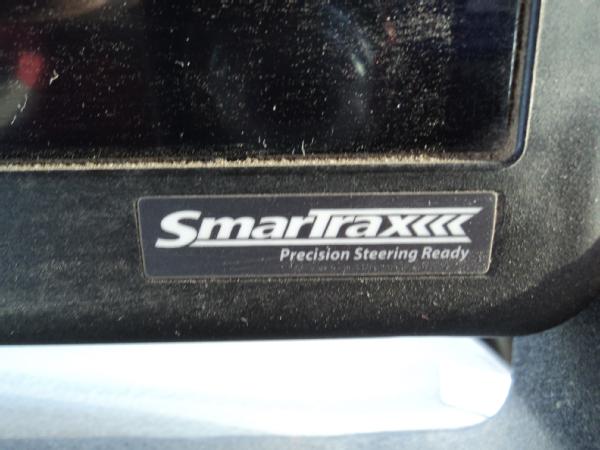 SmarTrax
Precision Steering Ready